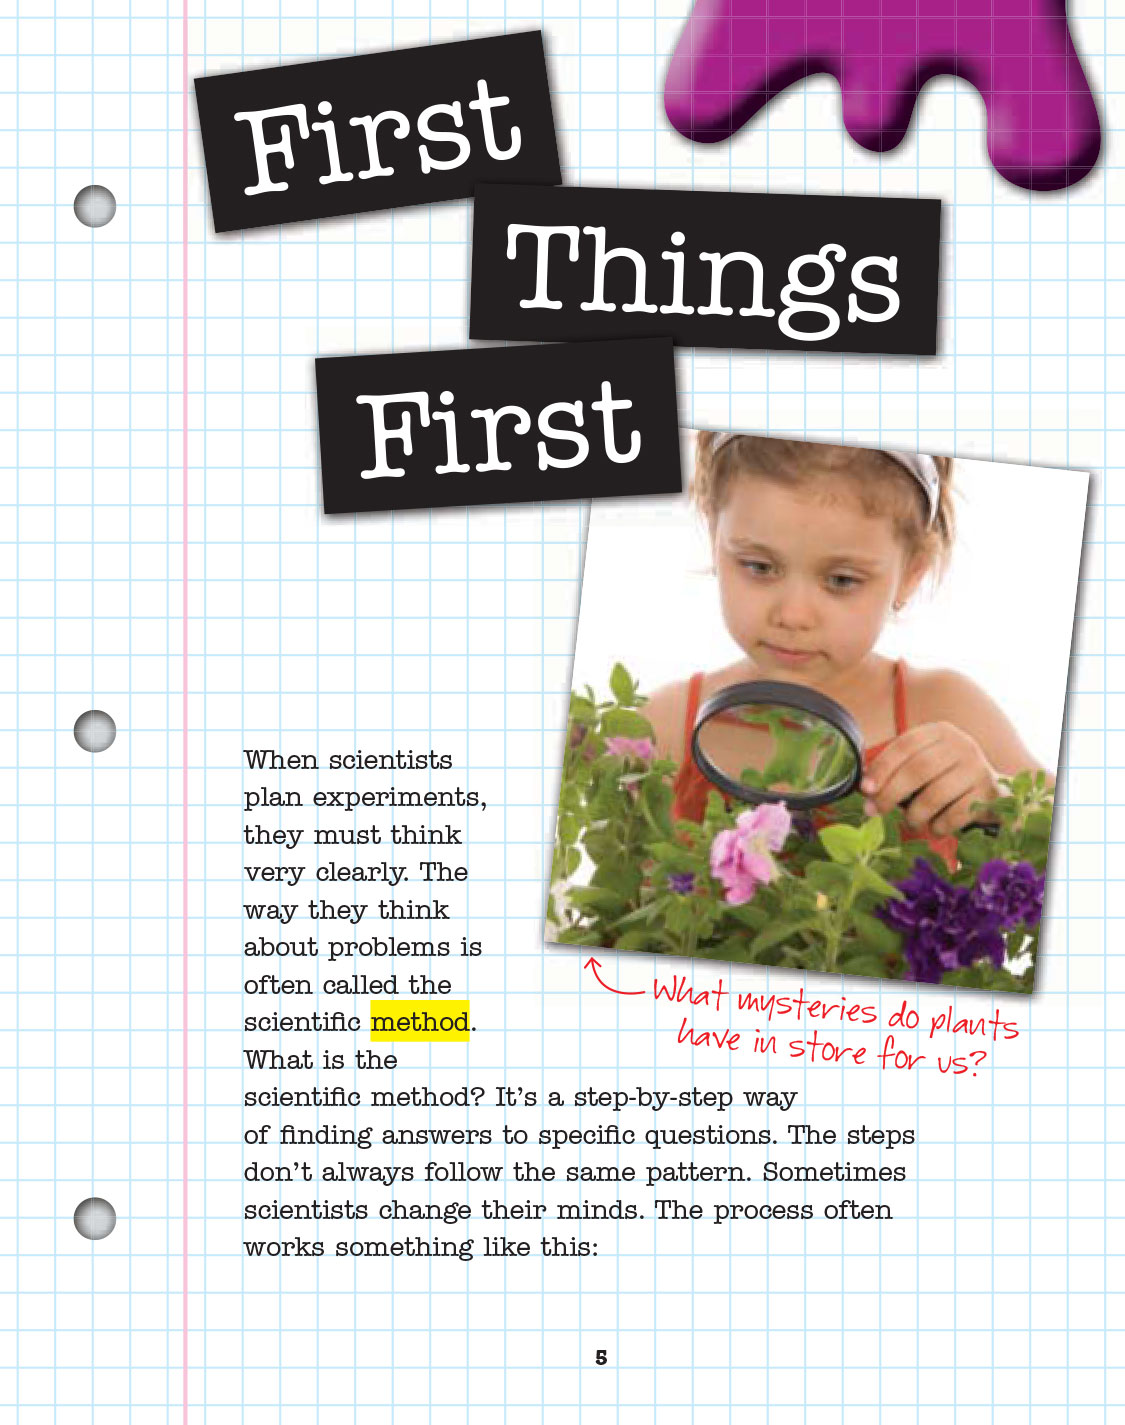 First
Things
First
When scientists
plan experiments,
they must think
very clearly. The
way they think
about problems is
often called the
scientific method.
What is the
scientific method? It's a step-by-step way
of finding answers to specific questions. The steps
don't always follow the same pattern. Sometimes
scientists change their minds. The process often
works something like this:
What mysteries do plants
have in store for us?
5